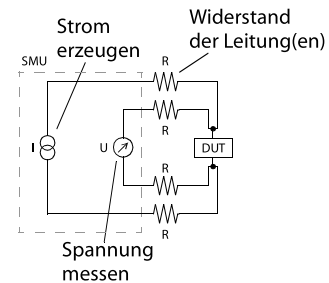 Widerstand
der Leitung(en)
Strom
erzeugen
SMU
R
R
I
U
DUT
R
R
Spannung
messen